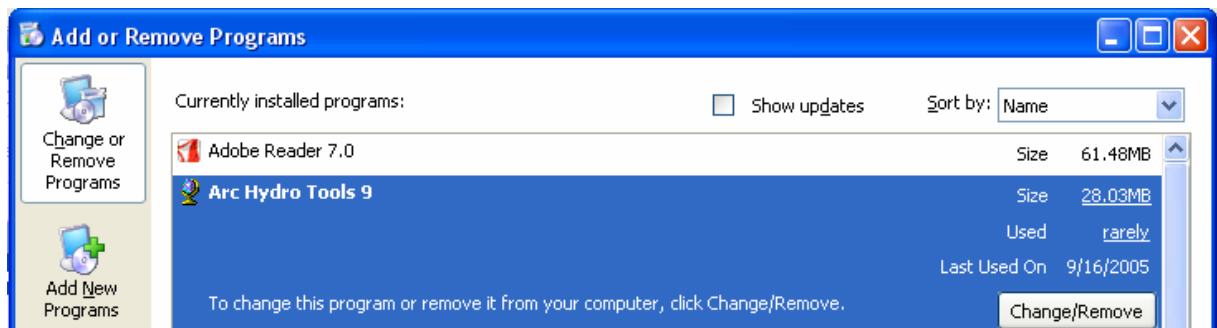 Add or Remove Programs
Change or
Remove
Programs
Add New
Programs
Currently installed programs:
Show updates
Sort by: Name
Adobe Reader 7.0
Size 61.48MB
Arc Hydro Tools 9
Size 28.03MB
Used rarely
Last Used On 9/16/2005
To change this program or remove it from your computer, click Change/Remove.
Change/Remove